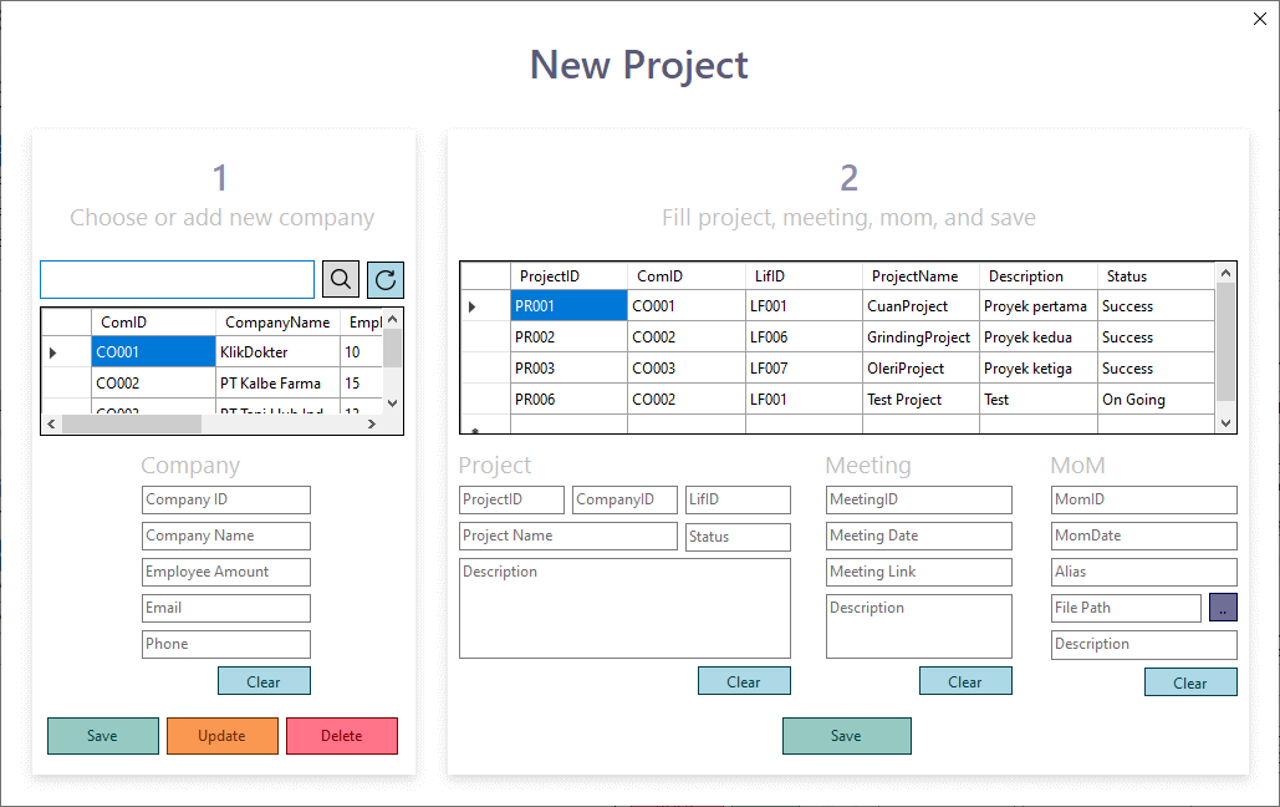 New Project
1
Choose or add new company
ComID CompanyName Empl
CO001 KlikDokter 10
CO002 PT Kalbe Farma 15
Company
Company ID
Company Name
Employee Amount
Email
Phone
Clear
Save Update Delete
2
Fill project, meeting, mom, and save
ProjectID ComID LifID ProjectName Description Status
PR001 CO001 LF001 CuanProject Proyek pertama Success
PR002 CO002 LF006 GrindingProject Proyek kedua Success
PR003 CO003 LF007 OleriProject Proyek ketiga Success
PR006 CO002 LF001 Test Project Test On Going
Project
ProjectID CompanyID LifID
Project Name Status
Description
Clear
Meeting
MeetingID
Meeting Date
Meeting Link
Description
Clear
MoM
MomID
MomDate
Alias
File Path ..
Description
Clear
Save